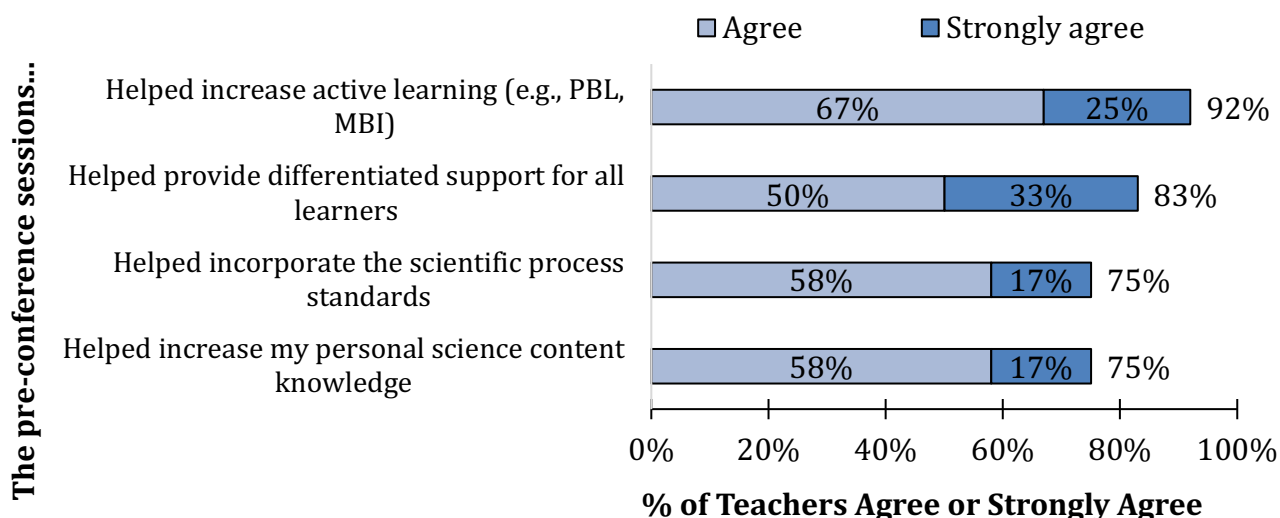 Agree Strongly agree
The pre-conference sessions...
Helped increase active learning (e.g., PBL,
MBI)
67% 25% 92%
Helped provide differentiated support for all
learners
50% 33% 83%
Helped incorporate the scientific process
standards
58% 17% 75%
Helped increase my personal science content
knowledge
58% 17% 75%
0% 20% 40% 60% 80% 100%
% of Teachers Agree or Strongly Agree